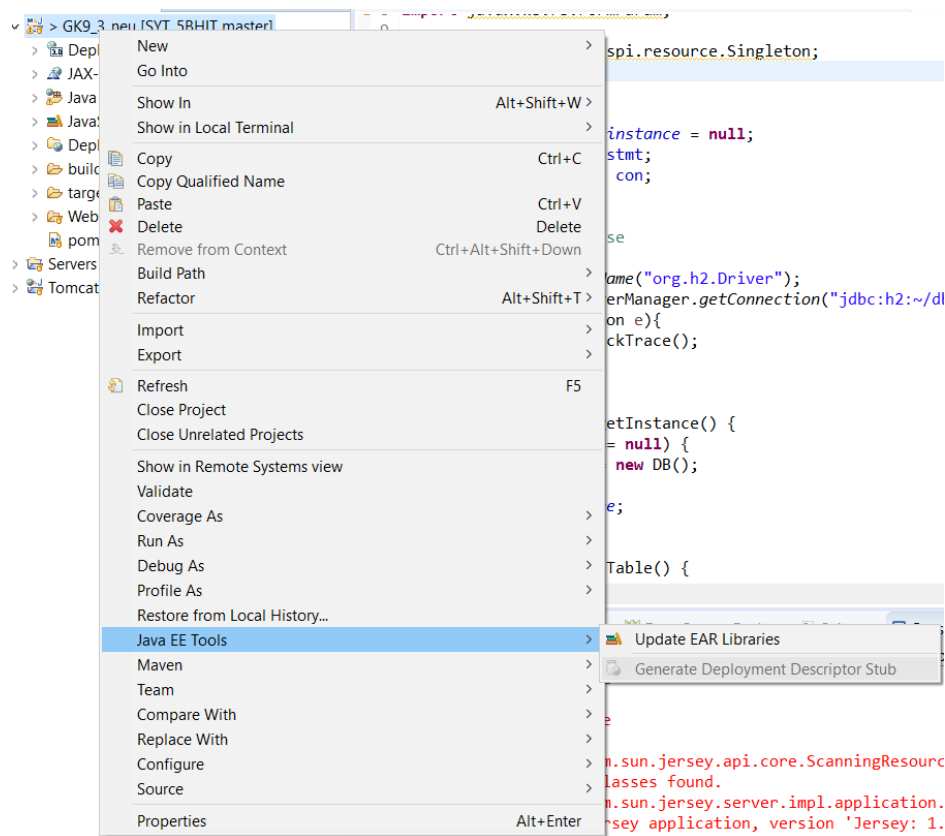 > GK9_3_neu [SYT_5BHIT master]
Depl
JAX-
Java
JavaS
Depl
build
targe
Web
pom
Servers
Tomcat
New
Go Into
Show In Alt+Shift+W
Show in Local Terminal
Copy Ctrl+C
Copy Qualified Name
Paste Ctrl+V
Delete Delete
Remove from Context Ctrl+Alt+Shift+Down
Build Path
Refactor Alt+Shift+T
Import
Export
Refresh F5
Close Project
Close Unrelated Projects
Show in Remote Systems view
Validate
Coverage As
Run As
Debug As
Profile As
Restore from Local History...
Java EE Tools
Maven
Team
Compare With
Replace With
Configure
Source
Properties Alt+Enter
Update EAR Libraries
Generate Deployment Descriptor Stub
spi.resource.Singleton;
instance = null;
stmt;
con;
se
ame("org.h2.Driver");
erManager.getConnection("jdbc:h2:~/db
on e){
ckTrace();
etInstance() {
= null) {
new DB();
e;
Table() {
e
m.sun.jersey.api.core.ScanningResourc
lasses found.
m.sun.jersey.server.impl.application.
rsey application, version 'Jersey: 1.